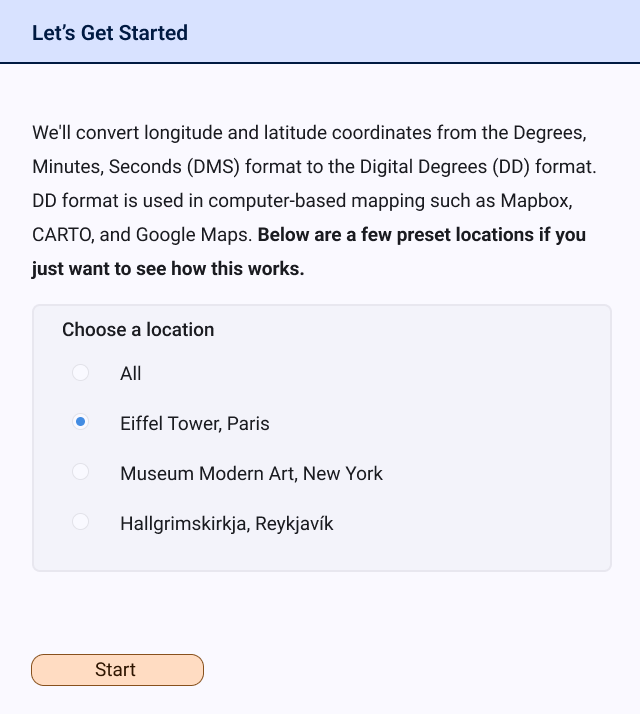 Let’s Get Started
We'll convert longitude and latitude coordinates from the Degrees,
Minutes, Seconds (DMS) format to the Digital Degrees (DD) format.
DD format is used in computer-based mapping such as Mapbox,
CARTO, and Google Maps. Below are a few preset locations if you
just want to see how this works.
Choose a location
All
Eiffel Tower, Paris
Museum Modern Art, New York
Hallgrimskirkja, Reykjavík
Start